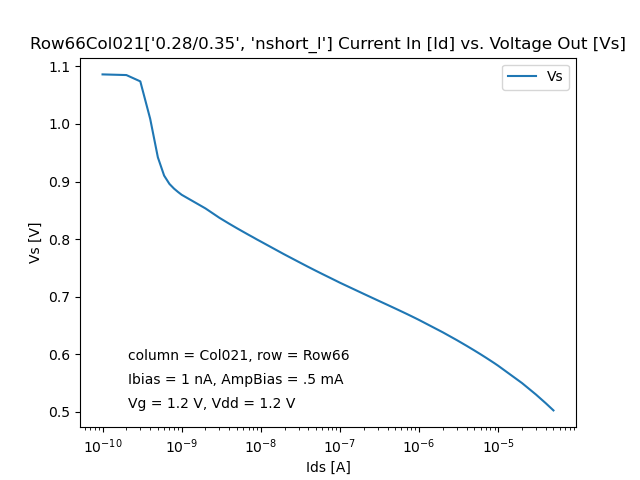 Row66Col021['0.28/0.35', 'nshort_l'] Current In [Id] vs. Voltage Out [Vs]
Vs
1.1
1.0
0.9
0.8
0.7
0.6
0.5
Vs [V]
column = Col021, row = Row66
Ibias = 1 nA, AmpBias = .5 mA
Vg = 1.2 V, Vdd = 1.2 V
10⁻¹⁰ 10⁻⁹ 10⁻⁸ 10⁻⁷ 10⁻⁶ 10⁻⁵
Ids [A]